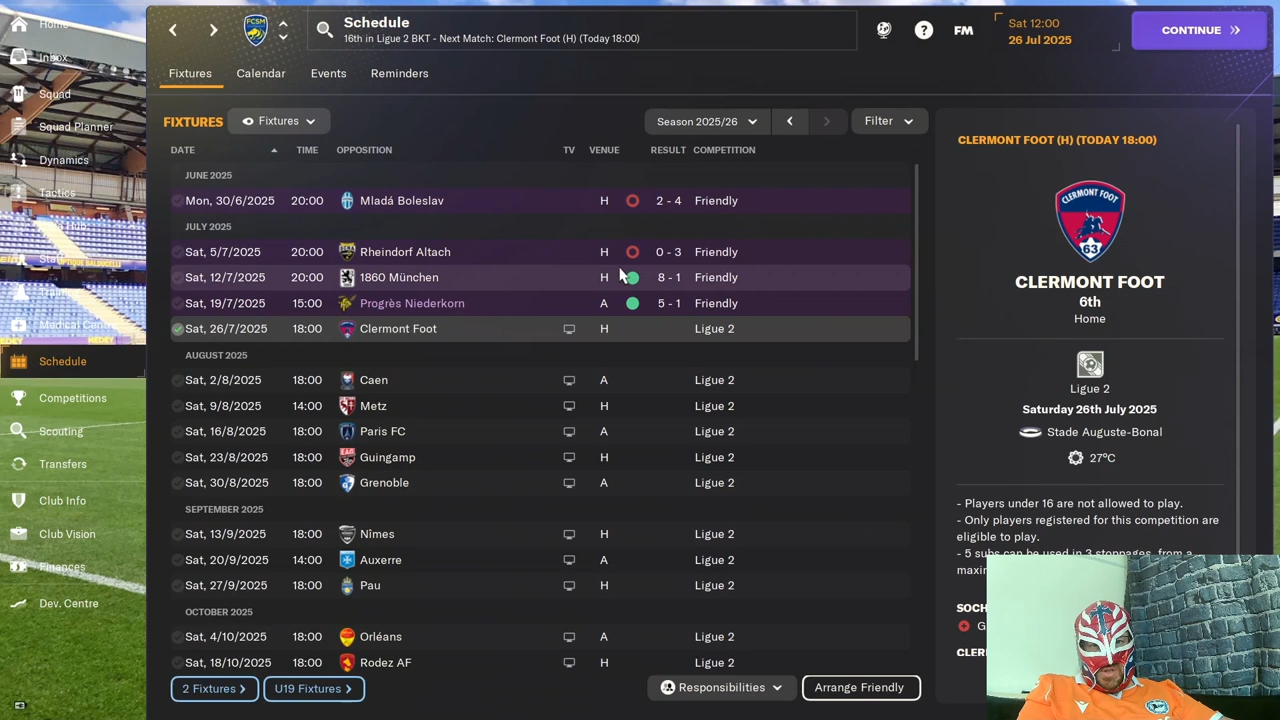 Home
Inbox
Squad
Squad Planner
Dynamics
Tactics
Medical Cent
Schedule
Competitions
Scouting
Transfers
Club Info
Club Vision
Finances
Dev. Centre
FCSM
Schedule
16th in Ligue 2 BKT - Next Match: Clermont Foot (H) (Today 18:00)
FM
Sat 12:00
26 Jul 2025
CONTINUE
Fixtures Calendar Events Reminders
FIXTURES Fixtures Season 2025/26 Filter
DATE TIME OPPOSITION TV VENUE RESULT COMPETITION
JUNE 2025
Mon, 30/6/2025 20:00 Mladá Boleslav H 2 - 4 Friendly
JULY 2025
Sat, 5/7/2025 20:00 Rheindorf Altach H 0 - 3 Friendly
Sat, 12/7/2025 20:00 1860 München H 8 - 1 Friendly
Sat, 19/7/2025 15:00 Progrès Niederkorn A 5 - 1 Friendly
Sat, 26/7/2025 18:00 Clermont Foot H Ligue 2
AUGUST 2025
Sat, 2/8/2025 18:00 Caen A Ligue 2
Sat, 9/8/2025 14:00 Metz H Ligue 2
Sat, 16/8/2025 18:00 Paris FC A Ligue 2
Sat, 23/8/2025 18:00 Guingamp H Ligue 2
Sat, 30/8/2025 18:00 Grenoble A Ligue 2
SEPTEMBER 2025
Sat, 13/9/2025 18:00 Nîmes H Ligue 2
Sat, 20/9/2025 14:00 Auxerre A Ligue 2
Sat, 27/9/2025 18:00 Pau H Ligue 2
OCTOBER 2025
Sat, 4/10/2025 18:00 Orléans A Ligue 2
Sat, 18/10/2025 18:00 Rodez AF H Ligue 2
2 Fixtures U19 Fixtures Responsibilities Arrange Friendly
CLERMONT FOOT (H) (TODAY 18:00)
CLERMONT FOOT
63
CLERMONT FOOT
6th
Home
Ligue 2
Saturday 26th July 2025
Stade Auguste-Bonal
27°C
- Players under 16 are not allowed to play.
- Only players registered for this competition are
eligible to play.
- 5 subs can be used in 3 stoppages, from a
SOCH
G
CLER